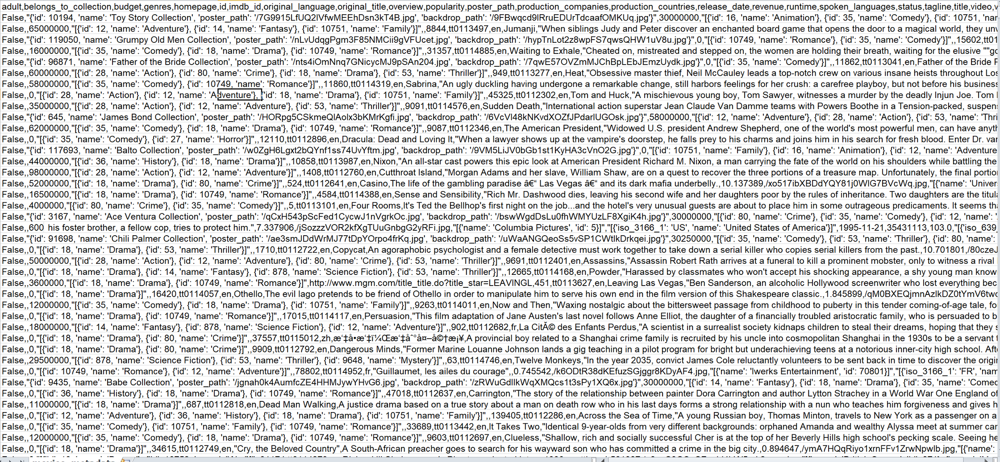 adult,belongs_to_collection,budget,genres,homepage,id,imdb_id,original_language,original_title,overview,popularity,poster_path,production_companies,production_countries,release_date,revenue,runtime,spoken_languages,status,tagline,title,video,v
False,"{'id': 10194, 'name': 'Toy Story Collection', 'poster_path': '/7G9915LfUQ2lVfwMEEhDsn3kT4B.jpg', 'backdrop_path': '/9FBwqcd9IRruEDUrTdcaafOMKUq.jpg'}",30000000,"[{'id': 16, 'name': 'Animation'}, {'id': 35, 'name': 'Comedy'}, {'id': 10751, 'nar
False,,65000000,"[{'id': 12, 'name': 'Adventure'}, {'id': 14, 'name': 'Fantasy'}, {'id': 10751, 'name': 'Family'}]",,8844,tt0113497,en,Jumanji,"When siblings Judy and Peter discover an enchanted board game that opens the door to a magical world, they unv
False,"{'id': 119050, 'name': 'Grumpy Old Men Collection', 'poster_path': '/nLvUdqgPgm3F85NMCii9gVFUcet.jpg', 'backdrop_path': '/hypTnLot2z8wpFS7qwsQHW1uV8u.jpg'}",0,"[{'id': 10749, 'name': 'Romance'}, {'id': 35, 'name': 'Comedy'}]",,15602,tt01
False,,16000000,"[{'id': 35, 'name': 'Comedy'}, {'id': 18, 'name': 'Drama'}, {'id': 10749, 'name': 'Romance'}]",,31357,tt0114885,en,Waiting to Exhale,"Cheated on, mistreated and stepped on, the women are holding their breath, waiting for the elusive ""go
False,"{'id': 96871, 'name': 'Father of the Bride Collection', 'poster_path': '/nts4iOmNnq7GNicycMJ9pSAn204.jpg', 'backdrop_path': '/7qwE57OVZmMJChBpLEbJEmzUydk.jpg'}",0,"[{'id': 35, 'name': 'Comedy'}]",,11862,tt0113041,en,Father of the Bride F
False,,60000000,"[{'id': 28, 'name': 'Action'}, {'id': 80, 'name': 'Crime'}, {'id': 18, 'name': 'Drama'}, {'id': 53, 'name': 'Thriller'}]",,949,tt0113277,en,Heat,"Obsessive master thief, Neil McCauley leads a top-notch crew on various insane heists throughout Los
False,,58000000,"[{'id': 35, 'name': 'Comedy'}, {'id': 10749, 'name': 'Romance'}]",,11860,tt0114319,en,Sabrina,"An ugly duckling having undergone a remarkable change, still harbors feelings for her crush: a carefree playboy, but not before his business
False,,0,"[{'id': 28, 'name': 'Action'}, {'id': 12, 'name': 'Adventure'}, {'id': 18, 'name': 'Drama'}, {'id': 10751, 'name': 'Family'}]",,45325,tt0112302,en,Tom and Huck,"A mischievous young boy, Tom Sawyer, witnesses a murder by the deadly Injun Joe. Tom
False,,35000000,"[{'id': 28, 'name': 'Action'}, {'id': 12, 'name': 'Adventure'}, {'id': 53, 'name': 'Thriller'}]",,9091,tt0114576,en,Sudden Death,"International action superstar Jean Claude Van Damme teams with Powers Boothe in a Tension-packed, suspen
False,"{'id': 645, 'name': 'James Bond Collection', 'poster_path': '/HORpg5CSkmeQlAolx3bKMrKgfi.jpg', 'backdrop_path': '/6VcVl48kNKvdXOZfJPdarlUGOsk.jpg'}",58000000,"[{'id': 12, 'name': 'Adventure'}, {'id': 28, 'name': 'Action'}, {'id': 53, 'name': 'Thri
False,,62000000,"[{'id': 35, 'name': 'Comedy'}, {'id': 18, 'name': 'Drama'}, {'id': 10749, 'name': 'Romance'}]",,9087,tt0112346,en,The American President,"Widowed U.S. president Andrew Shepherd, one of the world's most powerful men, can have anyth
False,,0,"[{'id': 35, 'name': 'Comedy'}, {'id': 27, 'name': 'Horror'}]",,12110,tt0112896,en,Dracula: Dead and Loving It,"When a lawyer shows up at the vampire's doorstep, he falls prey to his charms and joins him in his search for fresh blood. Enter Dr. var
False,"{'id': 117693, 'name': 'Balto Collection', 'poster_path': '/w0ZgH6Lgxt2bQYnf1ss74UvYftm.jpg', 'backdrop_path': '/9VM5LiJV0bGb1st1KyHA3cVnO2G.jpg'}",0,"[{'id': 10751, 'name': 'Family'}, {'id': 16, 'name': 'Animation'}, {'id': 12, 'name': 'Adventure
False,,44000000,"[{'id': 36, 'name': 'History'}, {'id': 18, 'name': 'Drama'}]",,10858,tt0113987,en,Nixon,"An all-star cast powers this epic look at American President Richard M. Nixon, a man carrying the fate of the world on his shoulders while battling the
False,,98000000,"[{'id': 28, 'name': 'Action'}, {'id': 12, 'name': 'Adventure'}]",,1408,tt0112760,en,Cutthroat Island,"Morgan Adams and her slave, William Shaw, are on a quest to recover the three portions of a treasure map. Unfortunately, the final portio
False,,52000000,"[{'id': 18, 'name': 'Drama'}, {'id': 80, 'name': 'Crime'}]",,524,tt0112641,en,Casino,The life of the gambling paradise â€“ Las Vegas â€“ and its dark mafia underbelly.,10.137389,/xo517ibXBDdYQY81j0WIG7BVcWq.jpg,"[{'name': 'Univer
False,,16500000,"[{'id': 18, 'name': 'Drama'}, {'id': 10749, 'name': 'Romance'}]",,4584,tt0114388,en,Sense and Sensibility,"Rich Mr. Dashwood dies, leaving his second wife and her daughters poor by the rules of inheritance. Two daughters are the titula
False,,4000000,"[{'id': 80, 'name': 'Crime'}, {'id': 35, 'name': 'Comedy'}]",,5,tt0113101,en,Four Rooms,It's Ted the Bellhop's first night on the job...and the hotel's very unusual guests are about to place him in some outrageous predicaments. It seems tha
False,"{'id': 3167, 'name': 'Ace Ventura Collection', 'poster_path': '/qCxH543pScFed1CycwJ1nVgrkOc.jpg', 'backdrop_path': '/bswWgdDsLu0fhWMYUzLF8XgiK4h.jpg'}",30000000,"[{'id': 80, 'name': 'Crime'}, {'id': 35, 'name': 'Comedy'}, {'id': 12, 'name': '
False,,600 his foster brother, a fellow cop, tries to protect him.",7.337906,/jSozzzVOR2kfXgTUuGnbgG2yRFi.jpg,"[{'name': 'Columbia Pictures', 'id': 5}]","[{'iso_3166_1': 'US', 'name': 'United States of America'}]",1995-11-21,35431113,103.0,"[{'iso_639_
False,"{'id': 91698, 'name': 'Chili Palmer Collection', 'poster_path': '/ae3smJDdWrMJ77tDpYOrpo4frKq.jpg', 'backdrop_path': '/uWaANGQeoSs5vSP1CWtlkDrkqei.jpg'}",30250000,"[{'id': 35, 'name': 'Comedy'}, {'id': 53, 'name': 'Thriller'}, {'id': 80, 'name': '
False,,0,"[{'id': 18, 'name': 'Drama'}, {'id': 53, 'name': 'Thriller'}]",,1710,tt0112722,en,Copycat,An agoraphobic psychologist and a female detective must work together to take down a serial killer who copies serial killers from the past.,10.701801,/80czeJ
False,,50000000,"[{'id': 28, 'name': 'Action'}, {'id': 12, 'name': 'Adventure'}, {'id': 80, 'name': 'Crime'}, {'id': 53, 'name': 'Thriller'}]",,9691,tt0112401,en,Assassins,"Assassin Robert Rath arrives at a funeral to kill a prominent mobster, only to witness a rival
False,,0,"[{'id': 18, 'name': 'Drama'}, {'id': 14, 'name': 'Fantasy'}, {'id': 878, 'name': 'Science Fiction'}, {'id': 53, 'name': 'Thriller'}]",,12665,tt0114168,en,Powder,"Harassed by classmates who won't accept his shocking appearance, a shy young man know
False,,3600000,"[{'id': 18, 'name': 'Drama'}, {'id': 10749, 'name': 'Romance'}]",http://www.mgm.com/title_title.do?title_star=LEAVINGL,451,tt0113627,en,Leaving Las Vegas,"Ben Sanderson, an alcoholic Hollywood screenwriter who lost everything bec
False,,0,"[{'id': 18, 'name': 'Drama'}]",,16420,tt0114057,en,Othello,The evil Iago pretends to be friend of Othello in order to manipulate him to serve his own end in the film version of this Shakespeare classic.,1.845899,/qM0BXEQjmnAzlkDZ0tYmV6twc
False,,12000000,"[{'id': 35, 'name': 'Comedy'}, {'id': 18, 'name': 'Drama'}, {'id': 10751, 'name': 'Family'}]",,9263,tt0114011,en,Now and Then,"Waxing nostalgic about the bittersweet passage from childhood to puberty in this tender coming-of-age tale, fo
False,,0,"[{'id': 18, 'name': 'Drama'}, {'id': 10749, 'name': 'Romance'}]",,17015,tt0114117,en,Persuasion,"This film adaptation of Jane Austen's last novel follows Anne Elliot, the daughter of a financially troubled aristocratic family, who is persuaded to b
False,,18000000,"[{'id': 14, 'name': 'Fantasy'}, {'id': 878, 'name': 'Science Fiction'}, {'id': 12, 'name': 'Adventure'}]",,902,tt0112682,fr,La CitĂ© des Enfants Perdus,"A scientist in a surrealist society kidnaps children to steal their dreams, hoping that they s
False,,0,"[{'id': 18, 'name': 'Drama'}, {'id': 80, 'name': 'Crime'}]",,37557,tt0115012,zh,A provincial boy related to a Shanghai crime family is recruited by his uncle into cosmopolitan Shanghai in the 1930s to be a servant t
False,,0,"[{'id': 18, 'name': 'Drama'}, {'id': 80, 'name': 'Crime'}]",,9909,tt0112792,en,Dangerous Minds,"Former Marine Louanne Johnson lands a gig teaching in a pilot program for bright but underachieving teens at a notorious inner-city high school. Afte
False,,29500000,"[{'id': 878, 'name': 'Science Fiction'}, {'id': 53, 'name': 'Thriller'}, {'id': 9648, 'name': 'Mystery'}]",,63,tt0114746,en,Twelve Monkeys,"In the year 2035, convict James Cole reluctantly volunteers to be sent back in time to discover the origi
False,,0,"[{'id': 10749, 'name': 'Romance'}, {'id': 12, 'name': 'Adventure'}]",,78802,tt0114952,fr,"Guillaumet, les ailes du courage",,0.745542,/k6ODtR38dKEfuzSGjggr8KDyAF4.jpg,"[{'name': 'Iwerks Entertainment', 'id': 70801}]","[{'iso_3166_1': 'FR', 'nam
False,"{'id': 9435, 'name': 'Babe Collection', 'poster_path': '/jgnah0k4AumfcZE4HHMJywYHvG6.jpg', 'backdrop_path': '/zRWuGdlIkWqXMQcs1t3sPy1XQ6x.jpg'}",30000000,"[{'id': 14, 'name': 'Fantasy'}, {'id': 18, 'name': 'Drama'}, {'id': 35, 'name': 'Comec
False,,0,"[{'id': 36, 'name': 'History'}, {'id': 18, 'name': 'Drama'}, {'id': 10749, 'name': 'Romance'}]",,47018,tt0112637,en,Carrington,"The story of the relationship between painter Dora Carrington and author Lytton Strachey in a World War One England of
False,,11000000,"[{'id': 18, 'name': 'Drama'}]",,687,tt0112818,en,Dead Man Walking,A justice drama based on a true story about a man on death row who in his last days forms a strong relationship with a nun who teaches him forgiveness and gives h
False,,0,"[{'id': 12, 'name': 'Adventure'}, {'id': 36, 'name': 'History'}, {'id': 18, 'name': 'Drama'}, {'id': 10751, 'name': 'Family'}]",,139405,tt0112286,en,Across the Sea of Time,"A young Russian boy, Thomas Minton, travels to New York as a passenger on a
False,,0,"[{'id': 35, 'name': 'Comedy'}, {'id': 10751, 'name': 'Family'}, {'id': 10749, 'name': 'Romance'}]",,33689,tt0113442,en,It Takes Two,"Identical 9-year-olds from very different backgrounds: orphaned Amanda and wealthy Alyssa meet at summer car
False,,12000000,"[{'id': 35, 'name': 'Comedy'}, {'id': 18, 'name': 'Drama'}, {'id': 10749, 'name': 'Romance'}]",,9603,tt0112697,en,Clueless,"Shallow, rich and socially successful Cher is at the top of her Beverly Hills high school's pecking scale. Seeing he
False,,0,"[{'id': 18, 'name': 'Drama'}]",,34615,tt0112749,en,"Cry, the Beloved Country",A South-African preacher goes to search for his wayward son who has committed a crime in the big city.,0.894647,/ymA7HQqRiyo1xrnFFv1ZrwNpwlb.jpg,"[{'name':